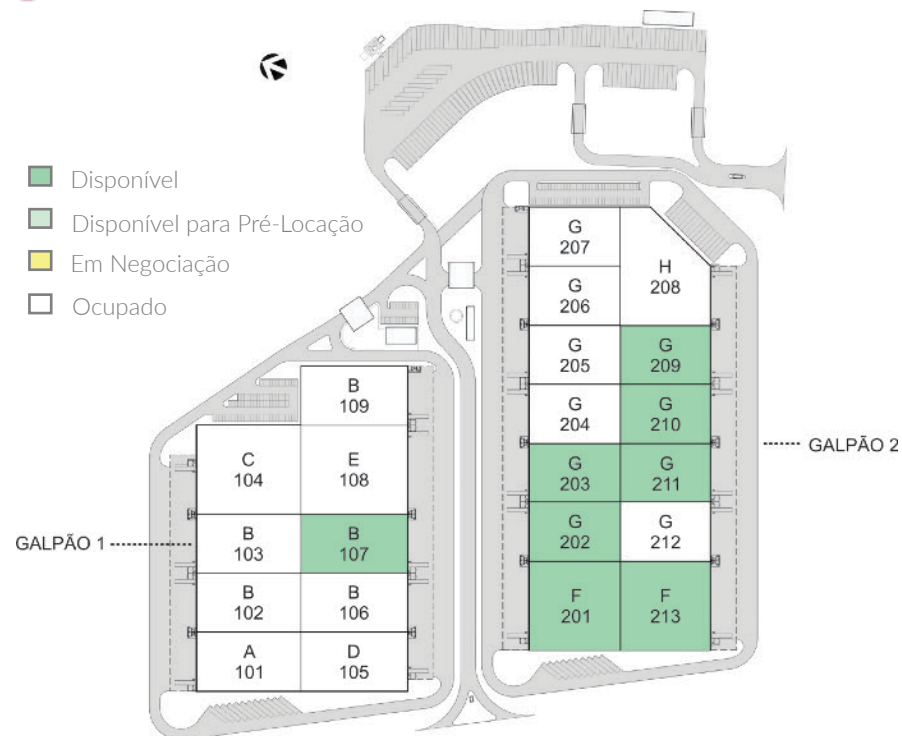 Disponível
Disponível para Pré-Locação
Em Negociação
Ocupado
GALPÃO 1
B
109
C
104
E
108
B
103
B
107
B
102
B
106
A
101
D
105
GALPÃO 2
G
207
H
208
G
206
G
205
G
209
G
204
G
210
G
203
G
211
G
202
G
212
F
201
F
213